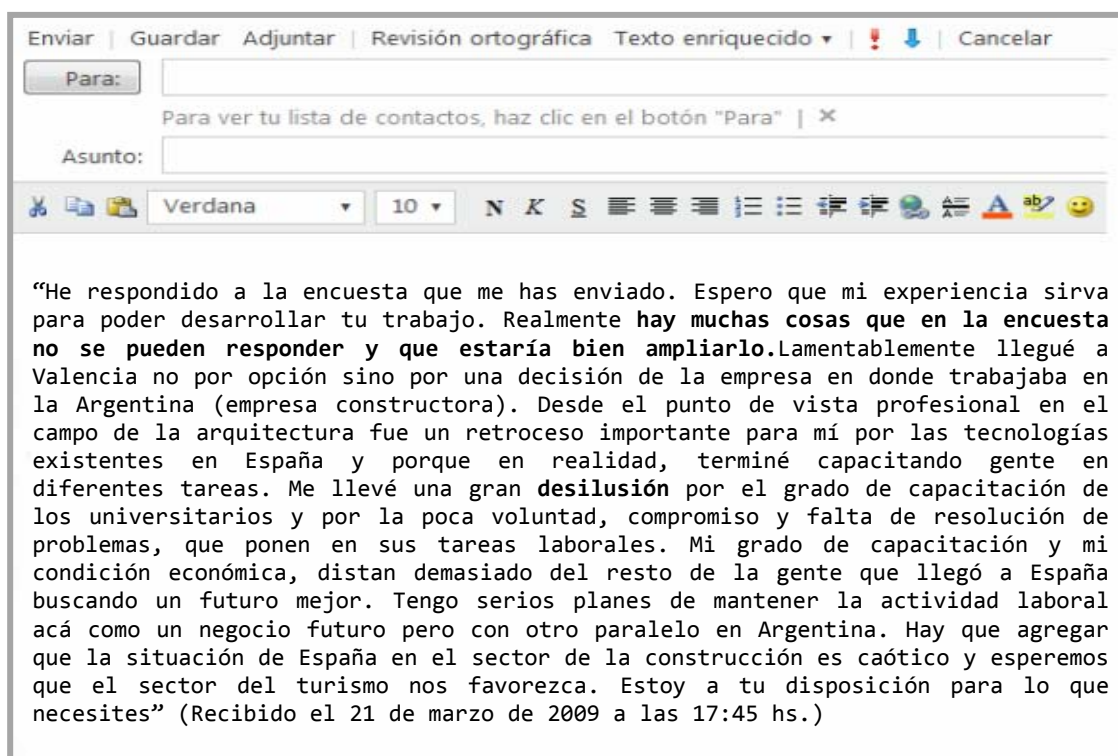 Enviar | Guardar Adjuntar | Revisión ortográfica Texto enriquecido ▾ | Cancelar
Para:
Para ver tu lista de contactos, haz clic en el botón "Para" | ×
Asunto:
Verdana 10 N K S
“He respondido a la encuesta que me has enviado. Espero que mi experiencia sirva
para poder desarrollar tu trabajo. Realmente hay muchas cosas que en la encuesta
no se pueden responder y que estaría bien ampliarlo.Lamentablemente llegué a
Valencia no por opción sino por una decisión de la empresa en donde trabajaba en
la Argentina (empresa constructora). Desde el punto de vista profesional en el
campo de la arquitectura fue un retroceso importante para mí por las tecnologías
existentes en España y porque en realidad, terminé capacitando gente en
diferentes tareas. Me llevé una gran desilusión por el grado de capacitación de
los universitarios y por la poca voluntad, compromiso y falta de resolución de
problemas, que ponen en sus tareas laborales. Mi grado de capacitación y mi
condición económica, distan demasiado del resto de la gente que llegó a España
buscando un futuro mejor. Tengo serios planes de mantener la actividad laboral
acá como un negocio futuro pero con otro paralelo en Argentina. Hay que agregar
que la situación de España en el sector de la construcción es caótico y esperemos
que el sector del turismo nos favorezca. Estoy a tu disposición para lo que
necesites” (Recibido el 21 de marzo de 2009 a las 17:45 hs.)